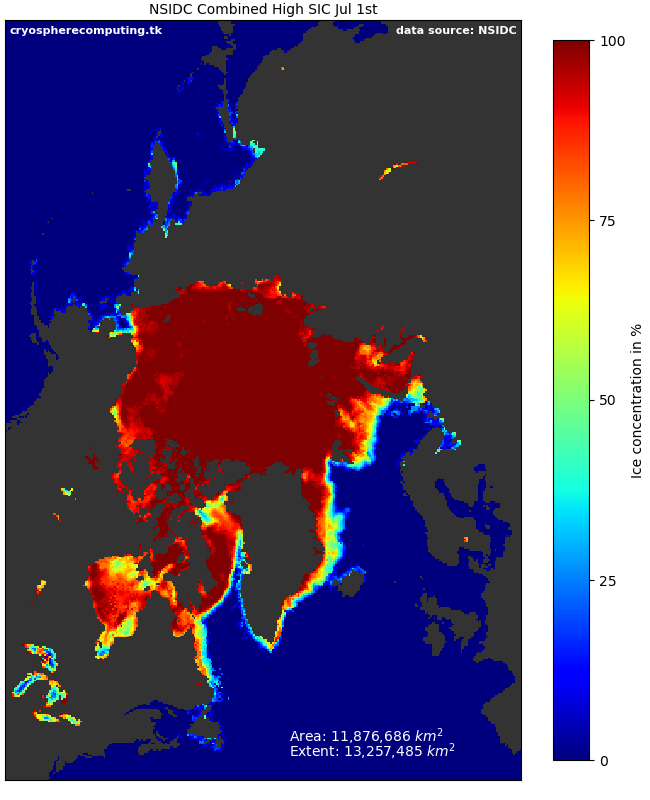 NSIDC Combined High SIC Jul 1st
cryospherecomputing.tk
data source: NSIDC
100
75
50
25
0
Ice concentration in %
Area: 11,876,686 km²
Extent: 13,257,485 km²